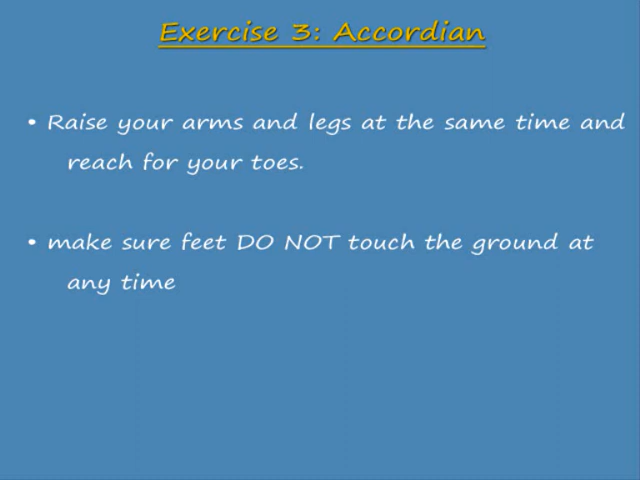 Exercise 3: Accordian
• Raise your arms and legs at the same time and
reach for your toes.
• make sure feet DO NOT touch the ground at
any time